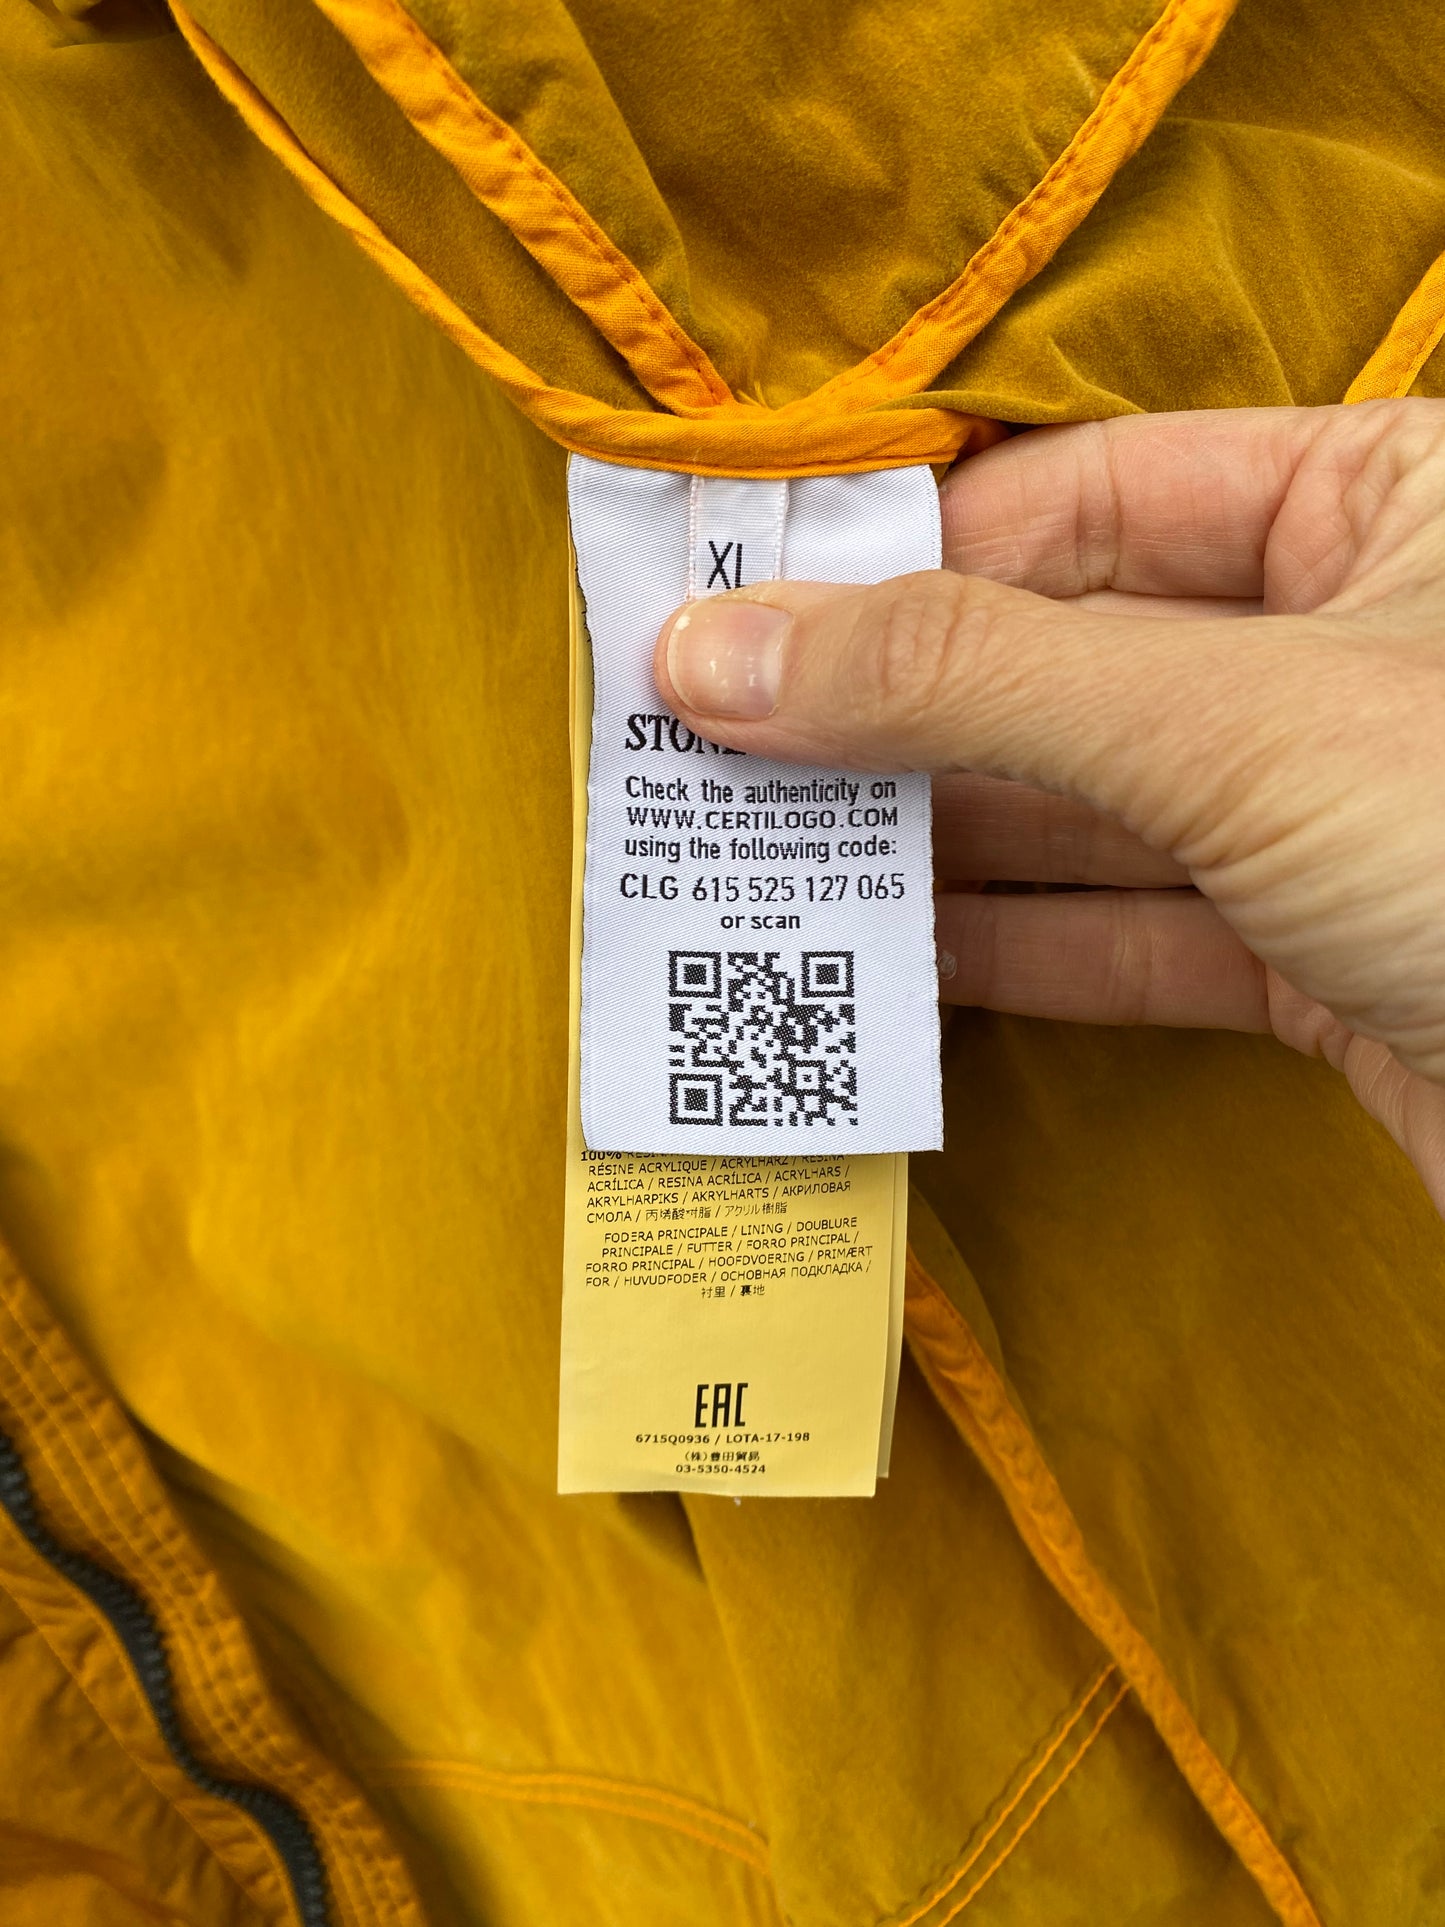 XL
STONE
Check the authenticity on
WWW.CERTILOGO.COM
using the following code:
CLG 615 525 127 065
or scan
100% RESINA
RÉSINE ACRYLIQUE / ACRYLHARZ / RESINA
ACRÍLICA / RESINA ACRÍLICA / ACRYLHARS /
AKRYLHARPIKS / AKRYLHARTS / АКРИЛОВАЯ
СМОЛА / 丙烯酸树脂 / アクリル樹脂
FODERA PRINCIPALE / LINING / DOUBLURE
PRINCIPALE / FUTTER / FORRO PRINCIPAL /
FORRO PRINCIPAL / HOOFDVOERING / PRIMÆRT
FOR / HUVUDFODER / ОСНОВНАЯ ПОДКЛАДКА /
衬里 / 裏地
EAC
6715Q0936 / LOTA-17-198
(株)豊田貿易
03-5350-4524